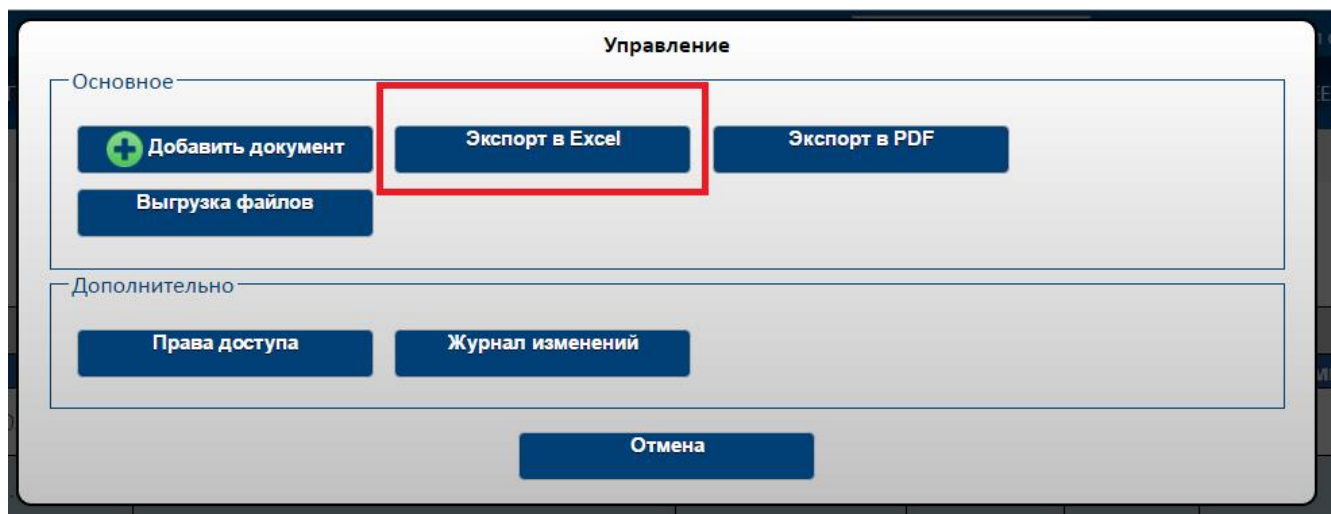 Управление
Основное
Добавить документ
Экспорт в Excel
Экспорт в PDF
Выгрузка файлов
Дополнительно
Права доступа
Журнал изменений
Отмена